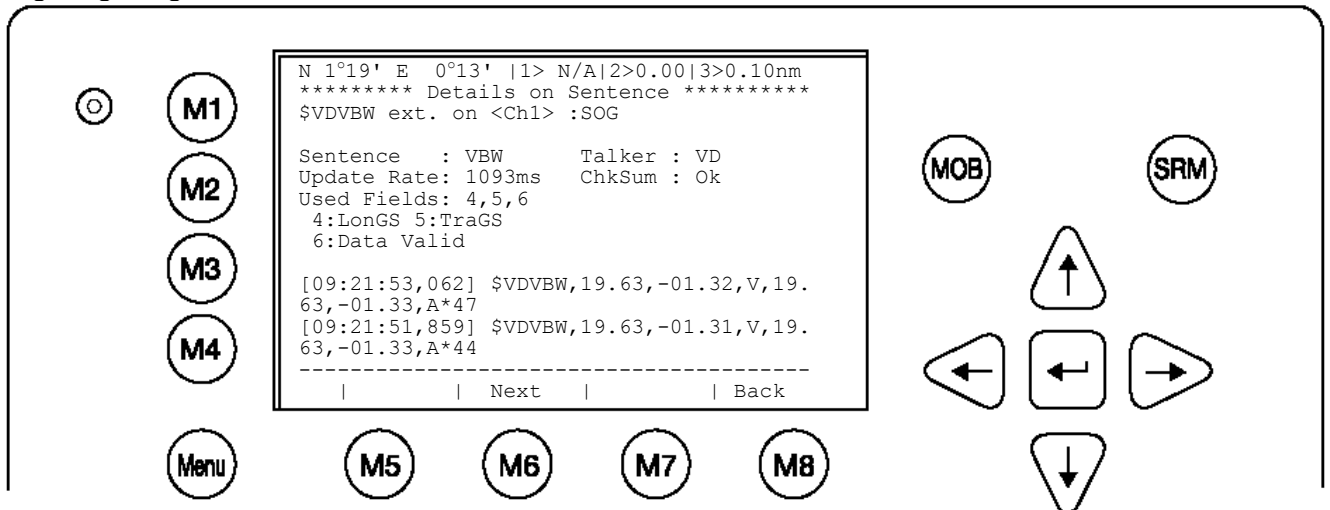 N 1°19' E  0°13' |1> N/A|2>0.00|3>0.10nm
********* Details on Sentence **********
$VDVBW ext. on <Ch1> :SOG
Sentence   : VBW     Talker : VD
Update Rate: 1093ms  ChkSum : Ok
Used Fields: 4,5,6
4:LonGS 5:TraGS
6:Data Valid
[09:21:53,062] $VDVBW,19.63,-01.32,V,19.
63,-01.33,A*47
[09:21:51,859] $VDVBW,19.63,-01.31,V,19.
63,-01.33,A*44
----------------------------------------
|        | Next  |        | Back
M1
M2
M3
M4
Menu
M5
M6
M7
M8
MOB
SRM